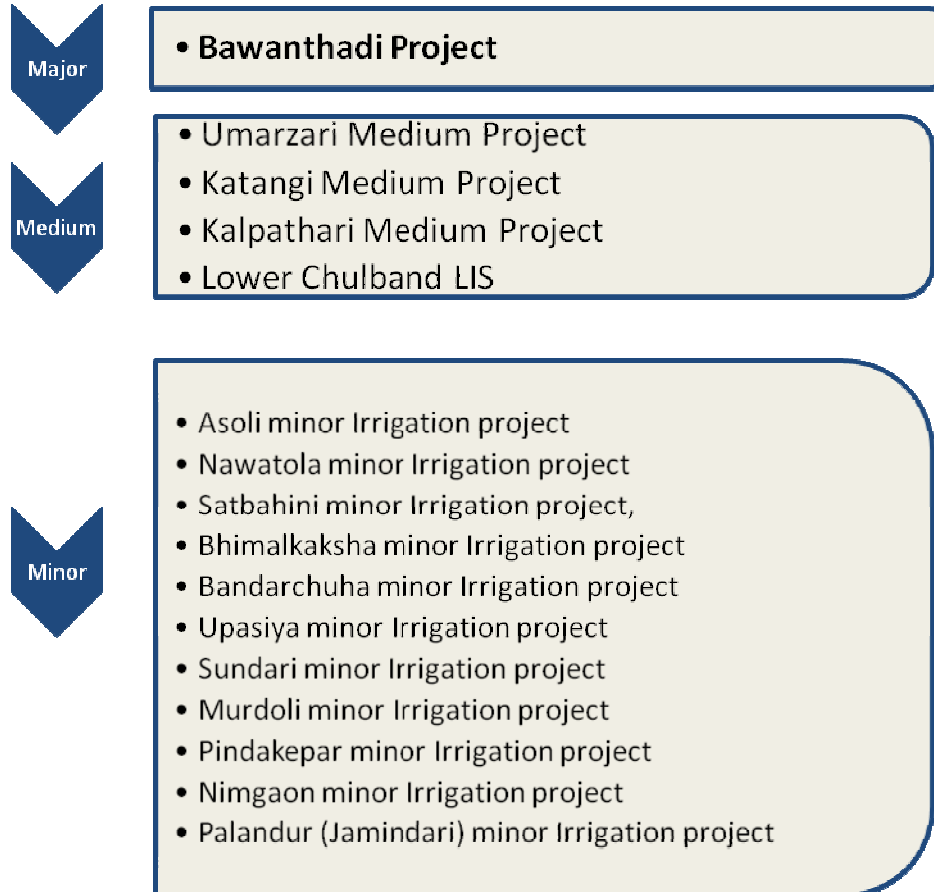 Major
• Bawanthadi Project
Medium
• Umarzari Medium Project
• Katangi Medium Project
• Kalpathari Medium Project
• Lower Chulband LIS
Minor
• Asoli minor Irrigation project
• Nawatola minor Irrigation project
• Satbahini minor Irrigation project,
• Bhimalkaksha minor Irrigation project
• Bandarchuha minor Irrigation project
• Upasiya minor Irrigation project
• Sundari minor Irrigation project
• Murdoli minor Irrigation project
• Pindakepar minor Irrigation project
• Nimgaon minor Irrigation project
• Palandur (Jamindari) minor Irrigation project